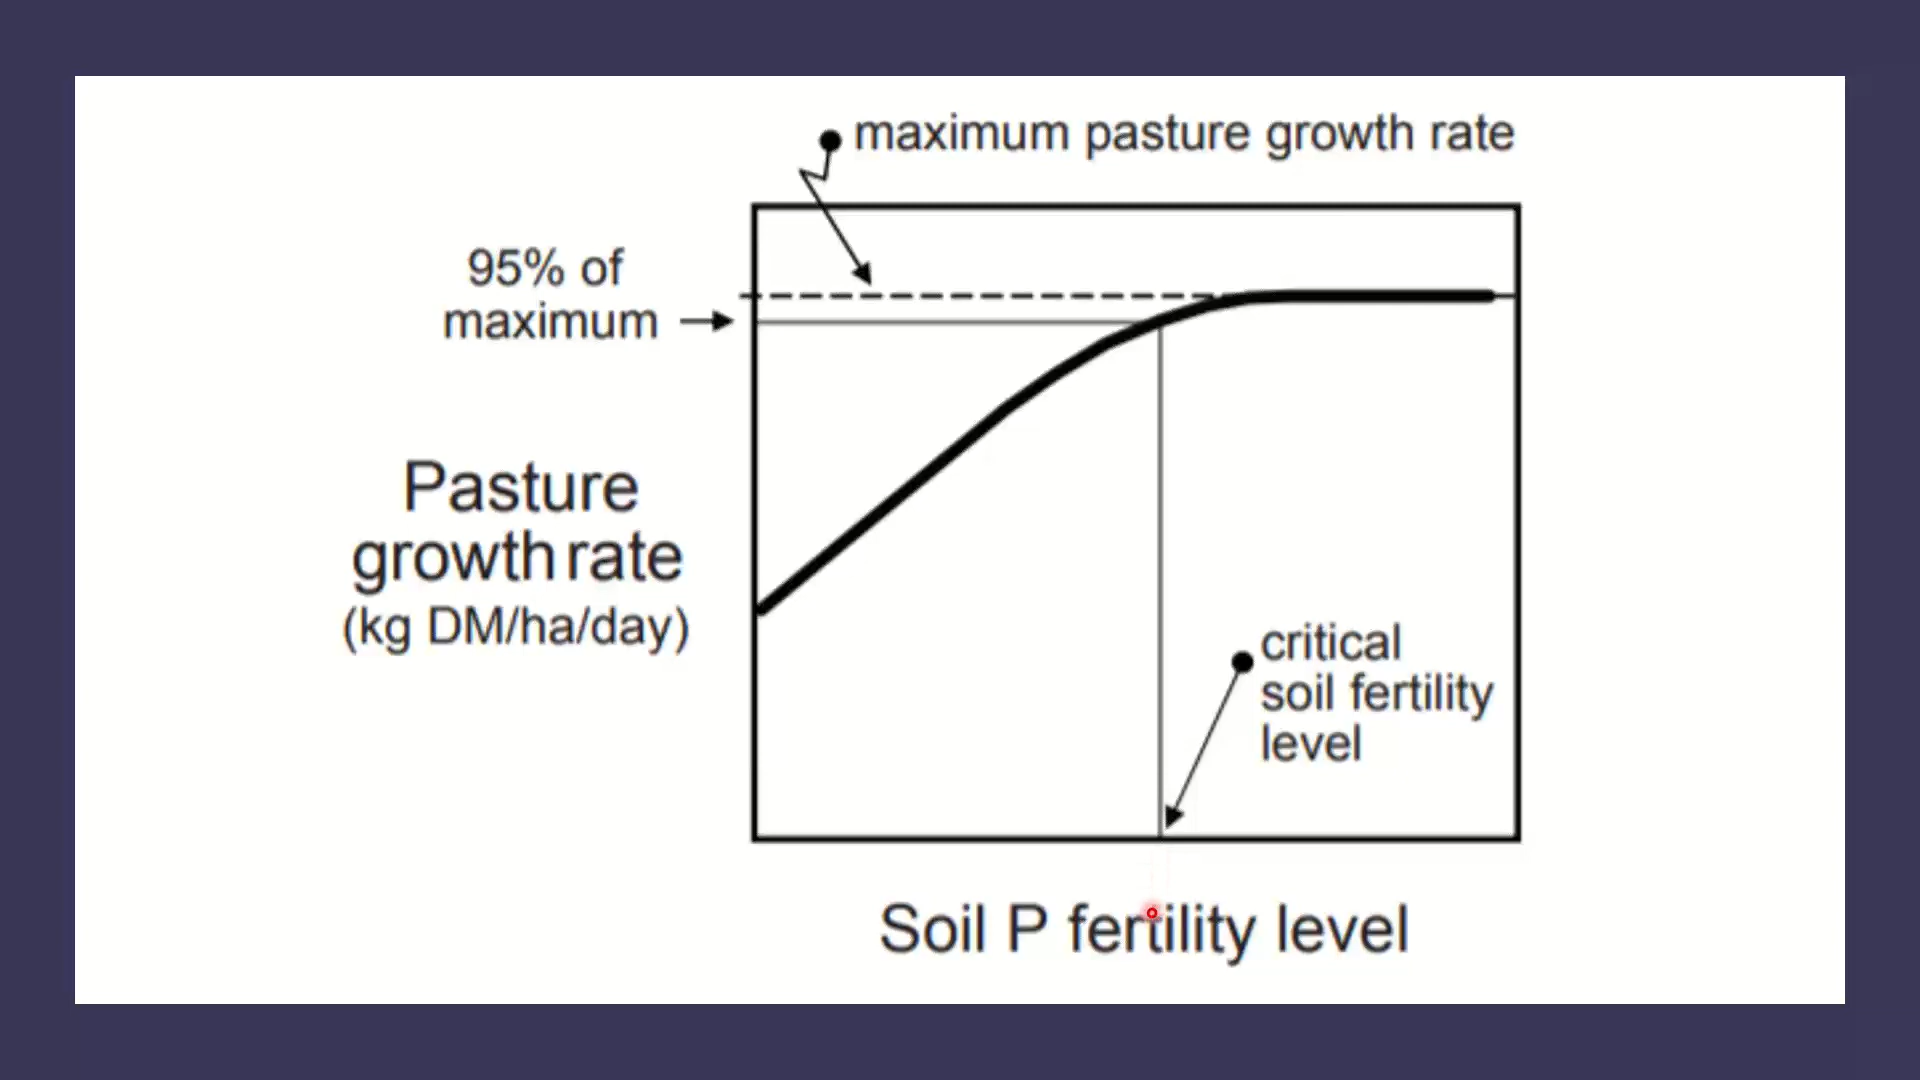 maximum pasture growth rate
95% of
maximum
Pasture
growth rate
(kg DM/ha/day)
critical
soil fertility
level
Soil P fertility level